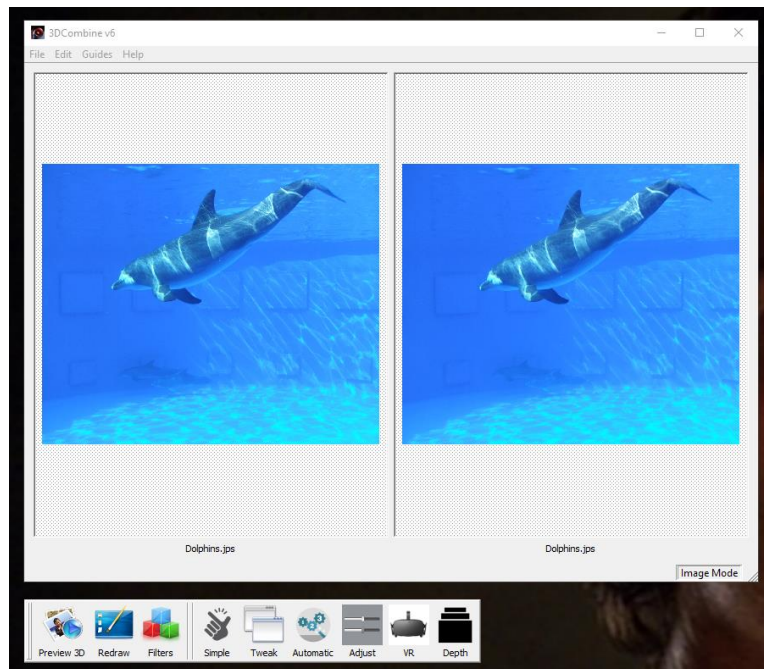 3DCombine v6
File Edit Guides Help
Dolphins.jps Dolphins.jps
Image Mode
Preview 3D Redraw Filters Simple Tweak Automatic Adjust VR Depth